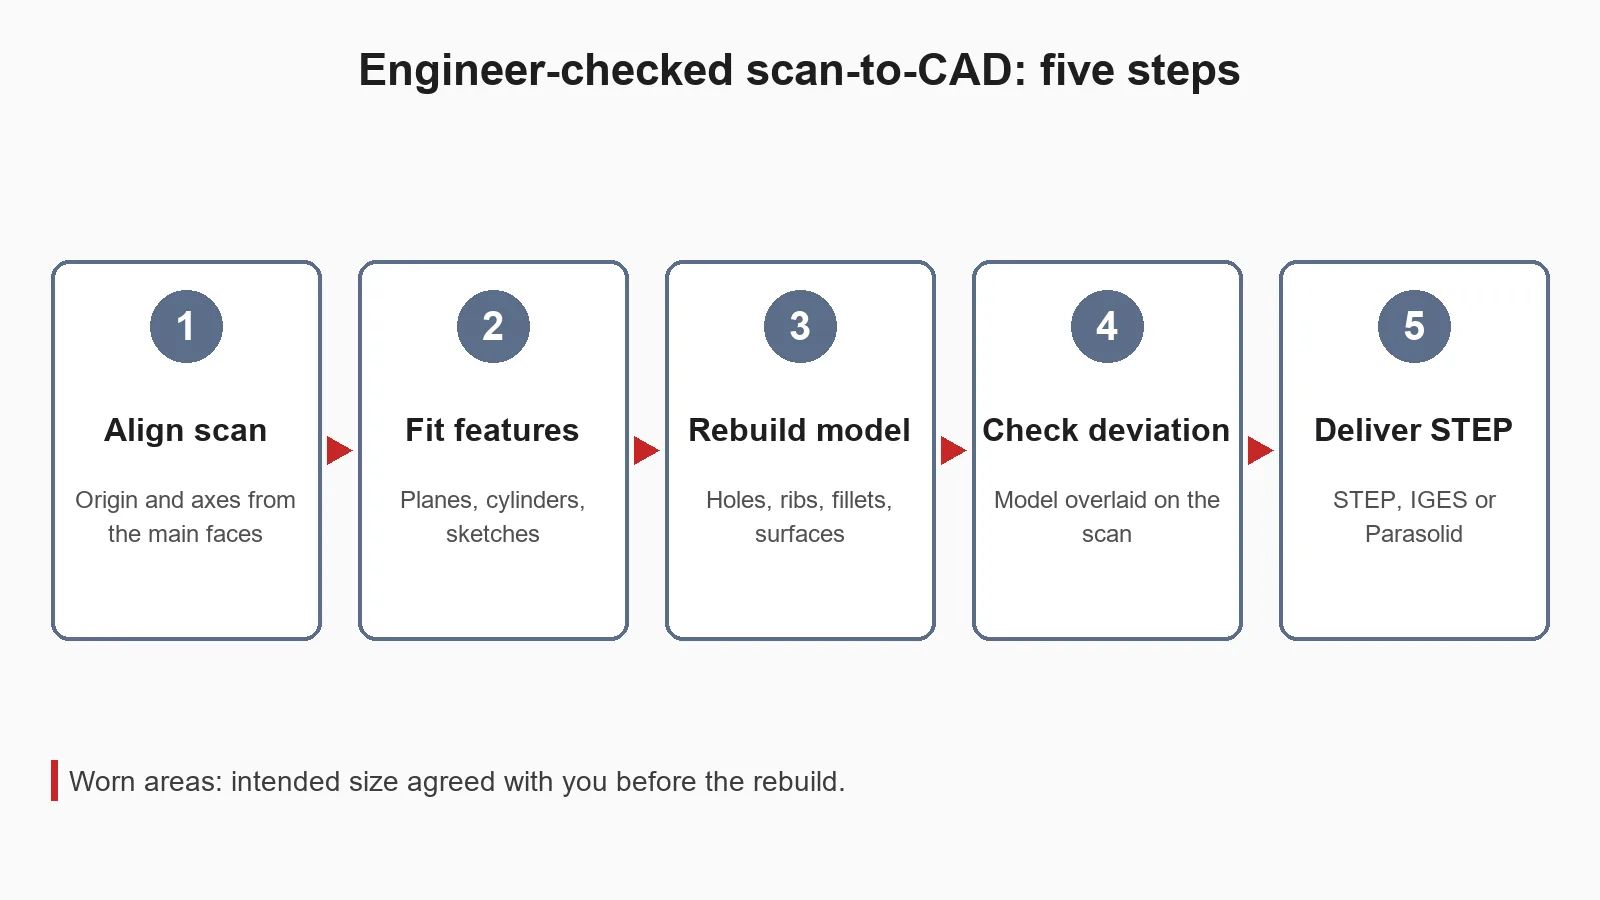 Engineer-checked scan-to-CAD: five steps
1
Align scan
Origin and axes from
the main faces
2
Fit features
Planes, cylinders,
sketches
3
Rebuild model
Holes, ribs, fillets,
surfaces
4
Check deviation
Model overlaid on the
scan
5
Deliver STEP
STEP, IGES or
Parasolid
Worn areas: intended size agreed with you before the rebuild.